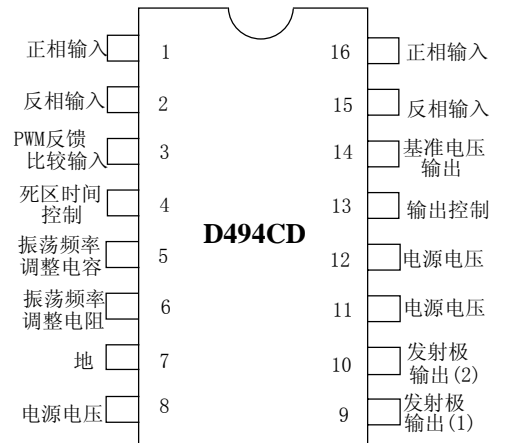 正相输入
1
16
正相输入
反相输入
2
15
反相输入
PWM反馈
比较输入
3
14
基准电压
输出
死区时间
控制
4
13
输出控制
D494CD
振荡频率
调整电容
5
12
电源电压
振荡频率
调整电阻
6
11
电源电压
地
7
10
发射极
输出(2)
电源电压
8
9
发射极
输出(1)